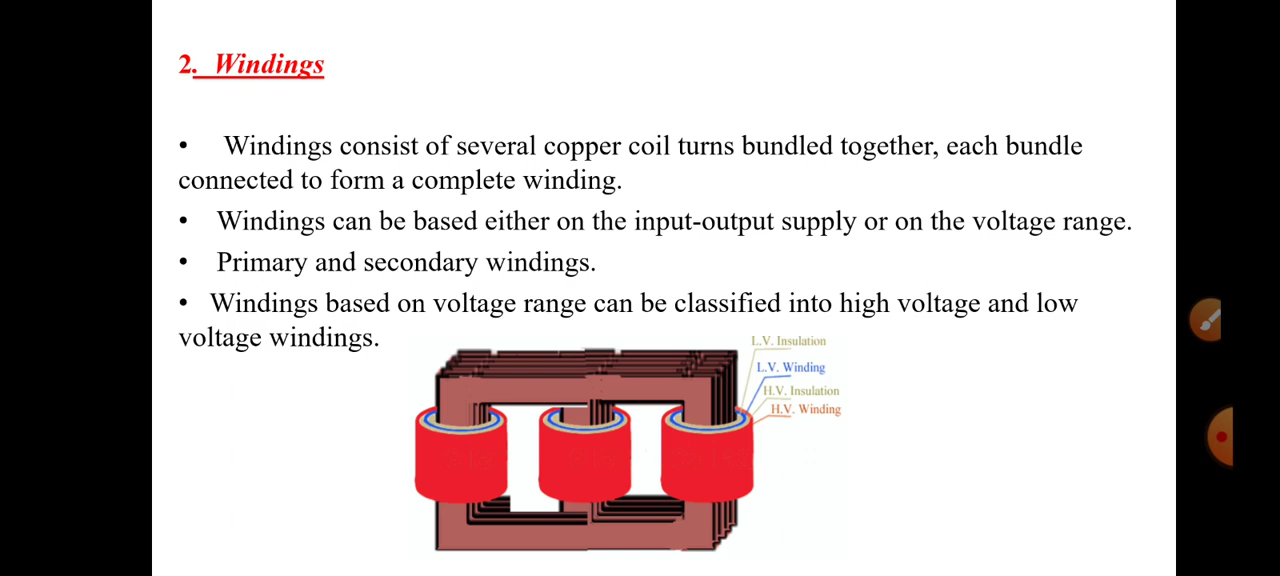 2. Windings
• Windings consist of several copper coil turns bundled together, each bundle
connected to form a complete winding.
• Windings can be based either on the input-output supply or on the voltage range.
• Primary and secondary windings.
• Windings based on voltage range can be classified into high voltage and low
voltage windings.
L.V. Insulation
L.V. Winding
H.V. Insulation
H.V. Winding